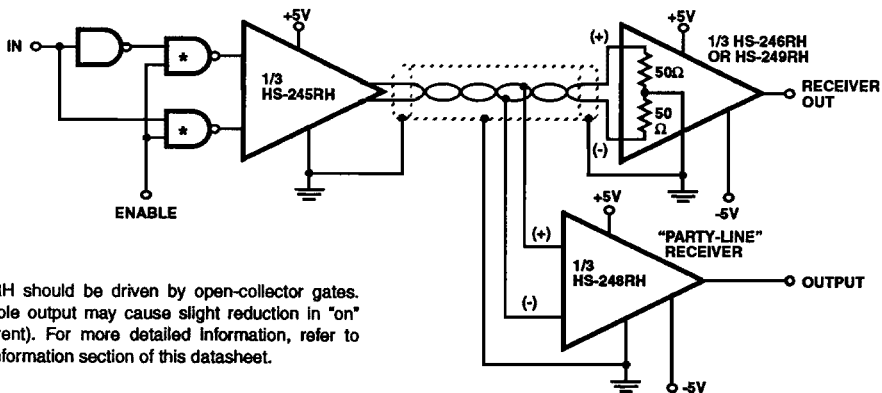 IN
ENABLE
*
*
+5V
1/3
HS-245RH
(+)
(-)
+5V
50Ω
50
Ω
1/3 HS-246RH
OR HS-249RH
RECEIVER
OUT
-5V
+5V
(+)
(-)
1/3
HS-248RH
"PARTY-LINE"
RECEIVER
OUTPUT
-5V
RH should be driven by open-collector gates.
ole output may cause slight reduction in "on"
rent). For more detailed information, refer to
nformation section of this datasheet.